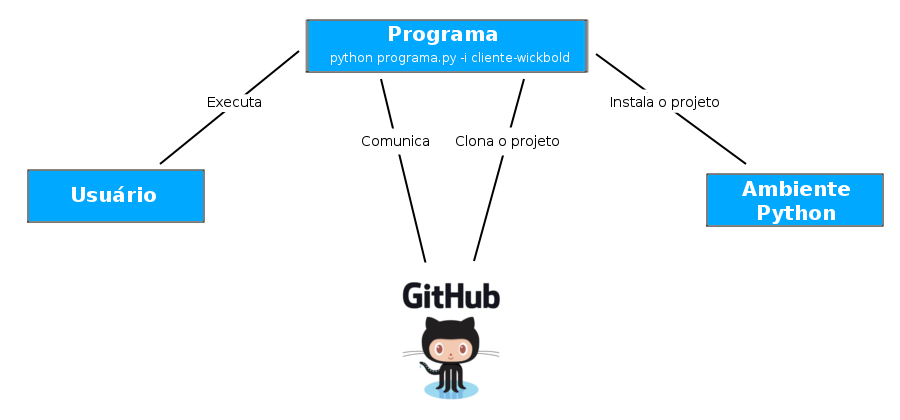 Programa
python programa.py -i cliente-wickbold
Executa
Instala o projeto
Comunica
Clona o projeto
Usuário
Ambiente
Python
GitHub